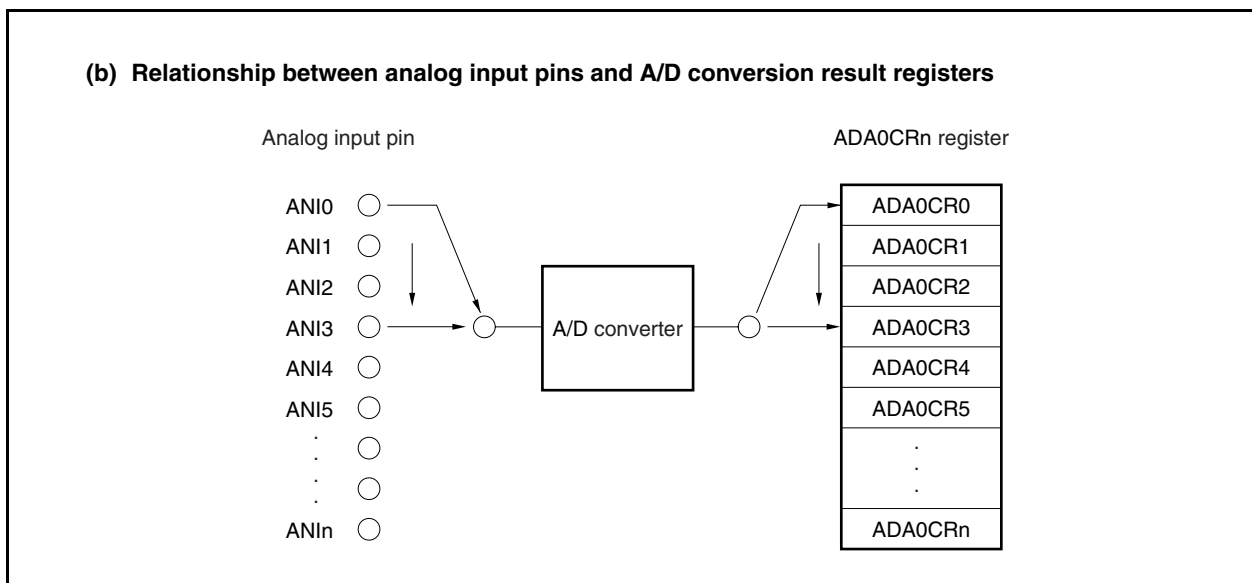 (b) Relationship between analog input pins and A/D conversion result registers
Analog input pin
ADA0CRn register
ANI0
ANI1
ANI2
ANI3
ANI4
ANI5
.
.
.
.
ANIn
A/D converter
ADA0CR0
ADA0CR1
ADA0CR2
ADA0CR3
ADA0CR4
ADA0CR5
.
.
.
ADA0CRn